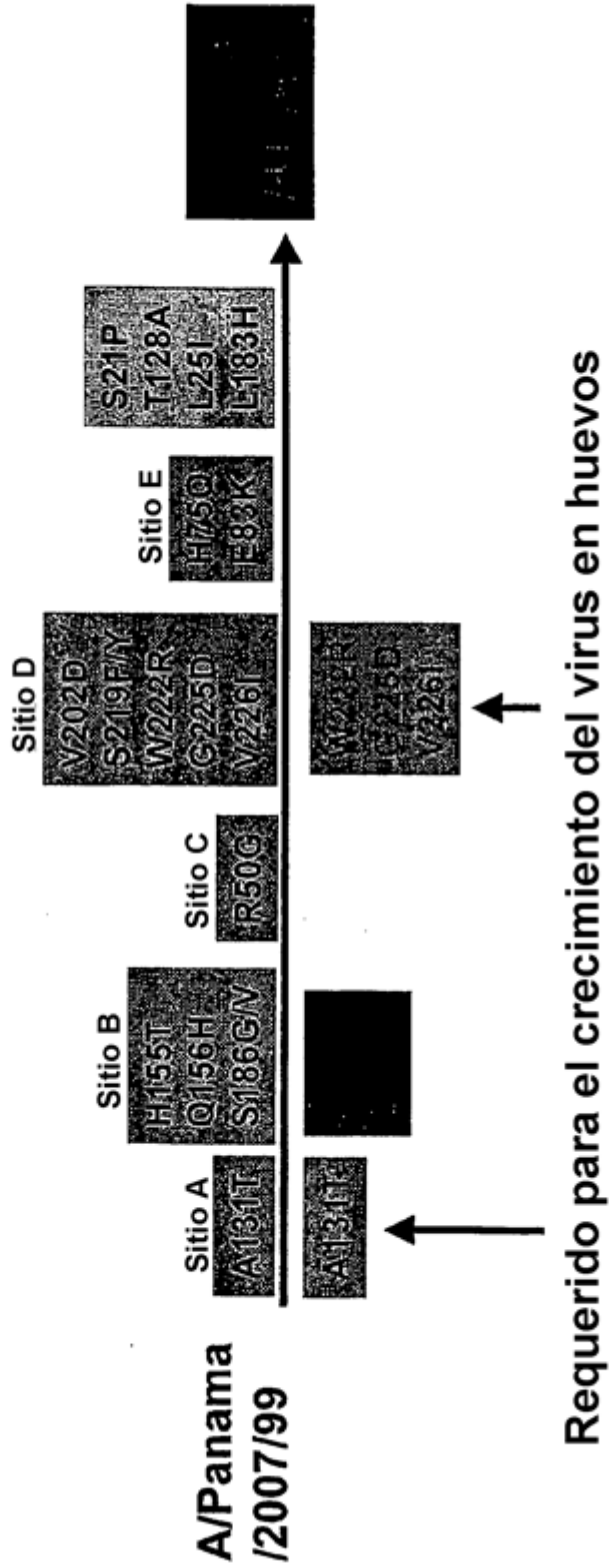 A/Panama
/2007/99
Sitio A
A131T
Sitio B
H155T
Q156H
S186G/V
Sitio C
R50G
Sitio D
V202D
S219F/Y
W222R
G225D
V226I
Sitio E
H75Q
E83K
S21P
T128A
L25I
L183H
A131T
W222R
G225D
V226I
Requerido para el crecimiento del virus en huevos